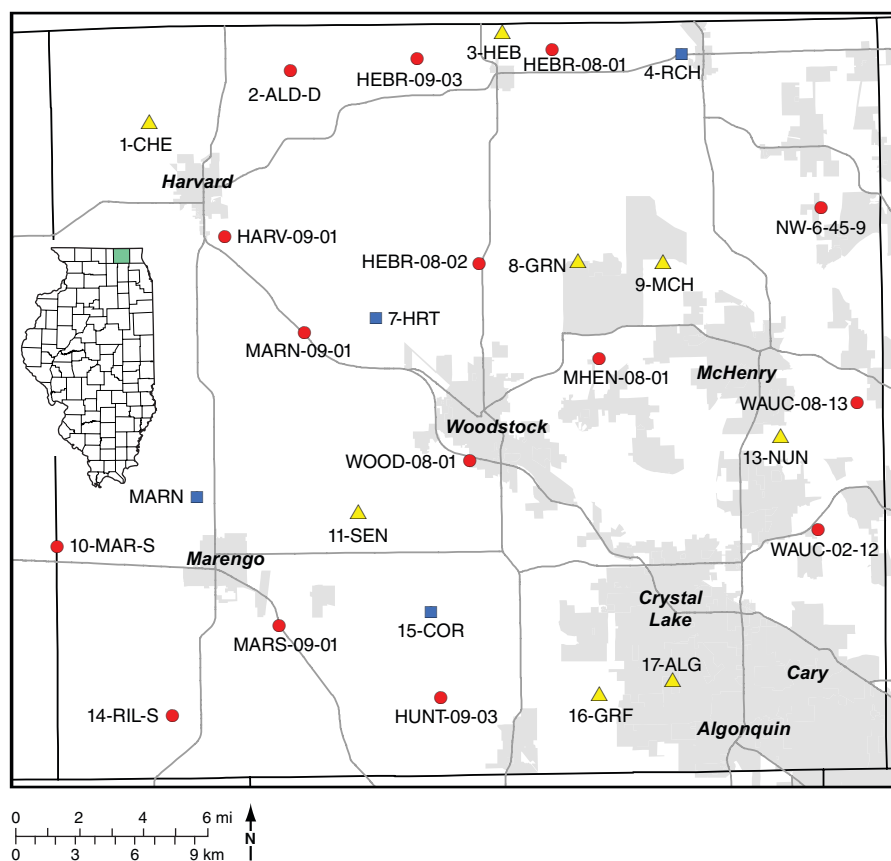 3-HEB
HEBR-09-03
HEBR-08-01
4-RCH
2-ALD-D
1-CHE
Harvard
NW-6-45-9
HARV-09-01
HEBR-08-02
8-GRN
9-MCH
7-HRT
MARN-09-01
MHEN-08-01
McHenry
WAUC-08-13
Woodstock
13-NUN
WOOD-08-01
MARN
11-SEN
10-MAR-S
WAUC-02-12
Marengo
Crystal
Lake
15-COR
MARS-09-01
17-ALG
Cary
14-RIL-S
HUNT-09-03
16-GRF
Algonquin
0 2 4 6 mi
0 3 6 9 km
N